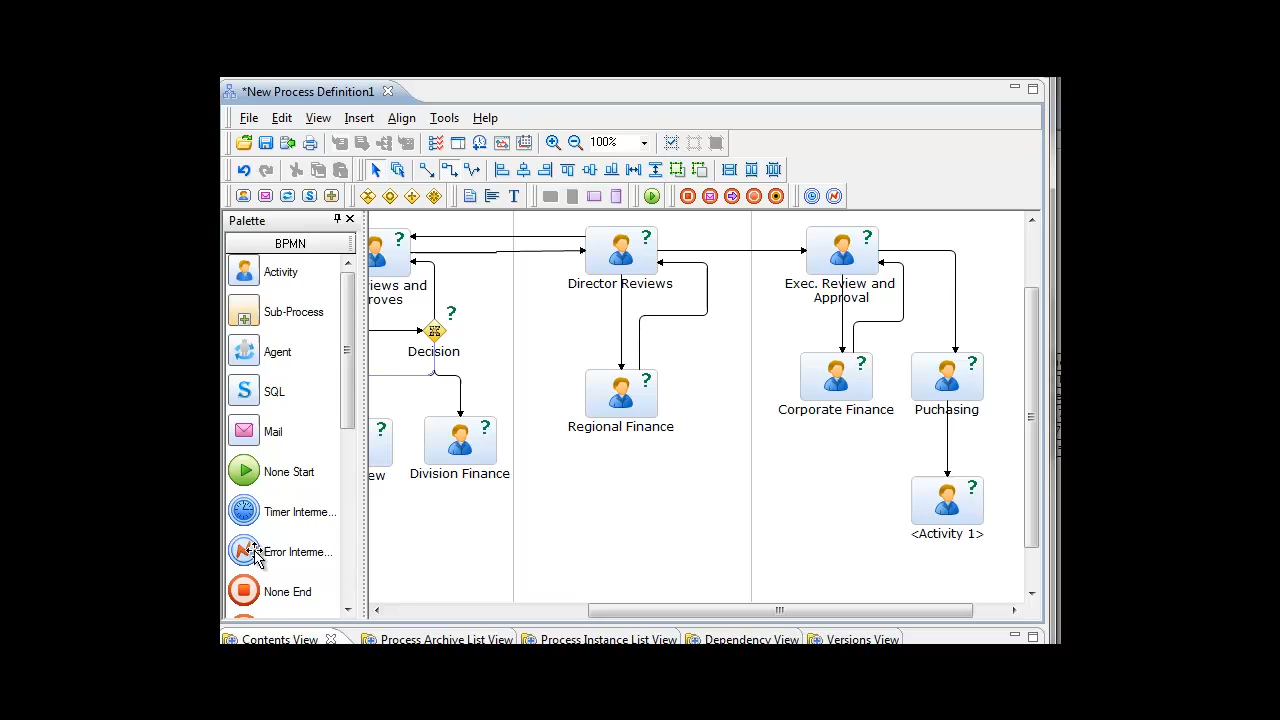 *New Process Definition1
File Edit View Insert Align Tools Help
100%
Palette
BPMN
Activity
Sub-Process
Agent
SQL
Mail
None Start
Timer Interme...
Error Interme...
None End
iews and
roves
?
Director Reviews
?
Exec. Review and
Approval
?
Decision
?
Regional Finance
?
Corporate Finance
?
Puchasing
?
ew
?
Division Finance
?
<Activity 1>
?
Contents View Process Archive List View Process Instance List View Dependency View Versions View